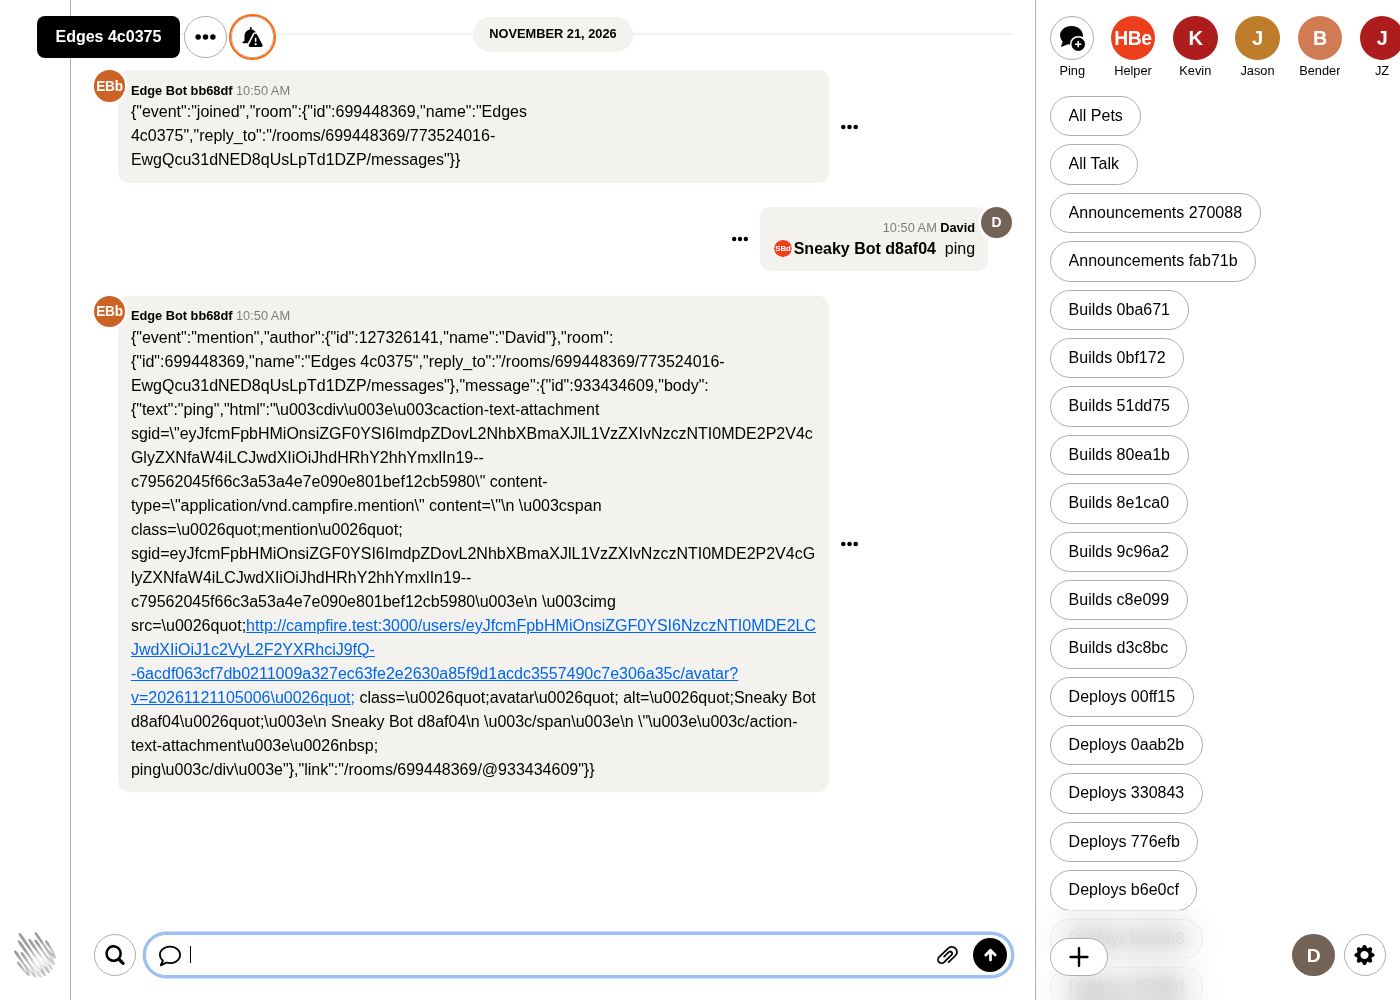 Edges 4c0375
NOVEMBER 21, 2026
EBb
Edge Bot bb68df 10:50 AM
{"event":"joined","room":{"id":699448369,"name":"Edges
4c0375","reply_to":"/rooms/699448369/773524016-
EwgQcu31dNED8qUsLpTd1DZP/messages"}}
10:50 AM David
D
SBd Sneaky Bot d8af04 ping
EBb
Edge Bot bb68df 10:50 AM
{"event":"mention","author":{"id":127326141,"name":"David"},"room":
{"id":699448369,"name":"Edges 4c0375","reply_to":"/rooms/699448369/773524016-
EwgQcu31dNED8qUsLpTd1DZP/messages"},"message":{"id":933434609,"body":
{"text":"ping","html":"\u003cdiv\u003e\u003caction-text-attachment
sgid=\"eyJfcmFpbHMiOnsiZGF0YSI6ImdpZDovL2NhbXBmaXJlL1VzZXIvNzczNTI0MDE2P2V4c
GlyZXNfaW4iLCJwdXIiOiJhdHRhY2hhYmxlIn19--
c79562045f66c3a53a4e7e090e801bef12cb5980\" content-
type=\"application/vnd.campfire.mention\" content=\"\n \u003cspan
class=\u0026quot;mention\u0026quot;
sgid=eyJfcmFpbHMiOnsiZGF0YSI6ImdpZDovL2NhbXBmaXJlL1VzZXIvNzczNTI0MDE2P2V4cG
lyZXNfaW4iLCJwdXIiOiJhdHRhY2hhYmxlIn19--
c79562045f66c3a53a4e7e090e801bef12cb5980\u003e\n \u003cimg
src=\u0026quot;http://campfire.test:3000/users/eyJfcmFpbHMiOnsiZGF0YSI6NzczNTI0MDE2LC
JwdXIiOiJ1c2VyL2F2YXRhciJ9fQ-
-6acdf063cf7db0211009a327ec63fe2e2630a85f9d1acdc3557490c7e306a35c/avatar?
v=20261121105006\u0026quot; class=\u0026quot;avatar\u0026quot; alt=\u0026quot;Sneaky Bot
d8af04\u0026quot;\u003e\n Sneaky Bot d8af04\n \u003c/span\u003e\n \"\u003e\u003c/action-
text-attachment\u003e\u0026nbsp;
ping\u003c/div\u003e"},"link":"/rooms/699448369/@933434609"}}
HBe
K
J
B
J
Ping
Helper
Kevin
Jason
Bender
JZ
All Pets
All Talk
Announcements 270088
Announcements fab71b
Builds 0ba671
Builds 0bf172
Builds 51dd75
Builds 80ea1b
Builds 8e1ca0
Builds 9c96a2
Builds c8e099
Builds d3c8bc
Deploys 00ff15
Deploys 0aab2b
Deploys 330843
Deploys 776efb
Deploys b6e0cf
Deploys
Deploys
D